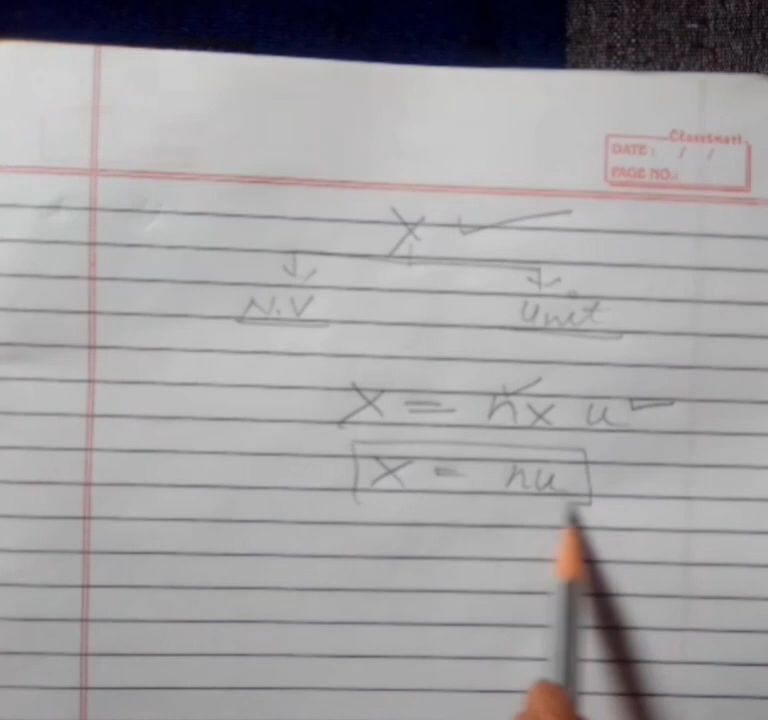 Classmate
DATE: / /
PAGE NO.:
X ✓
N.V Unit
X = n x u
X = nu